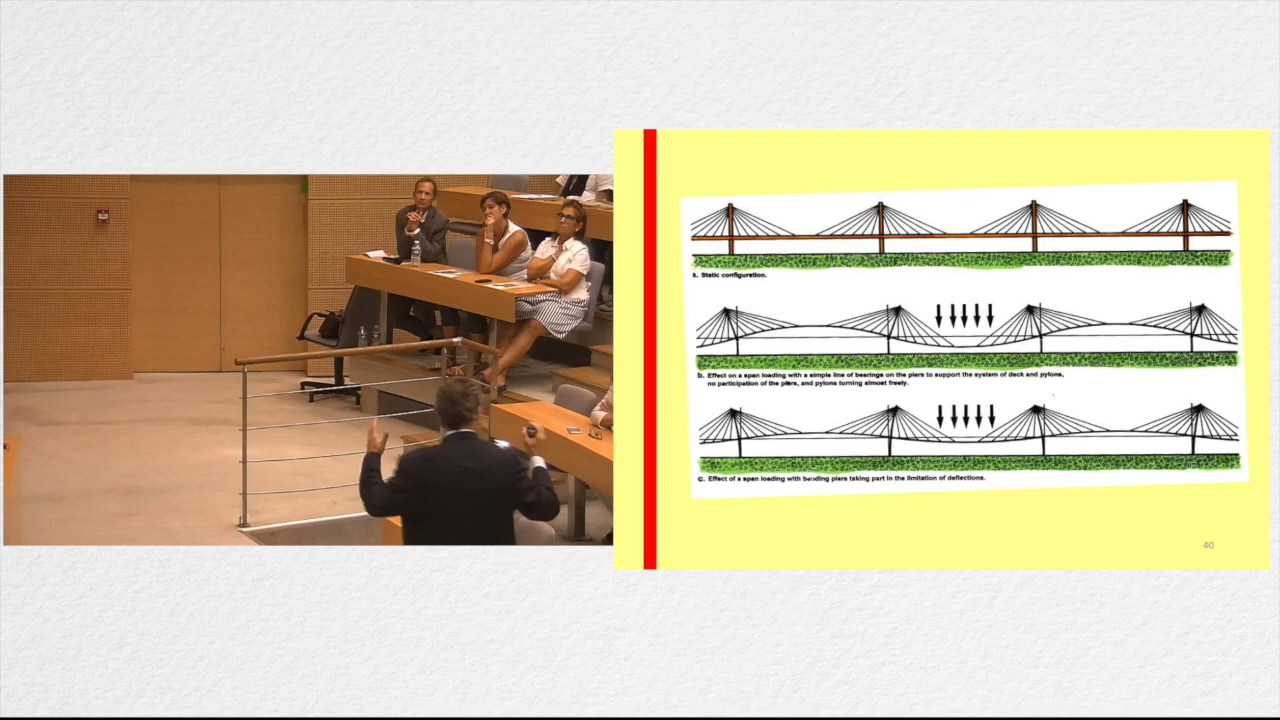 a. Static configuration.
b. Effect on a span loading with a simple line of bearings on the piers to support the system of deck and pylons,
no participation of the piers, and pylons turning almost freely.
c. Effect of a span loading with bending piers taking part in the limitation of deflections.
40